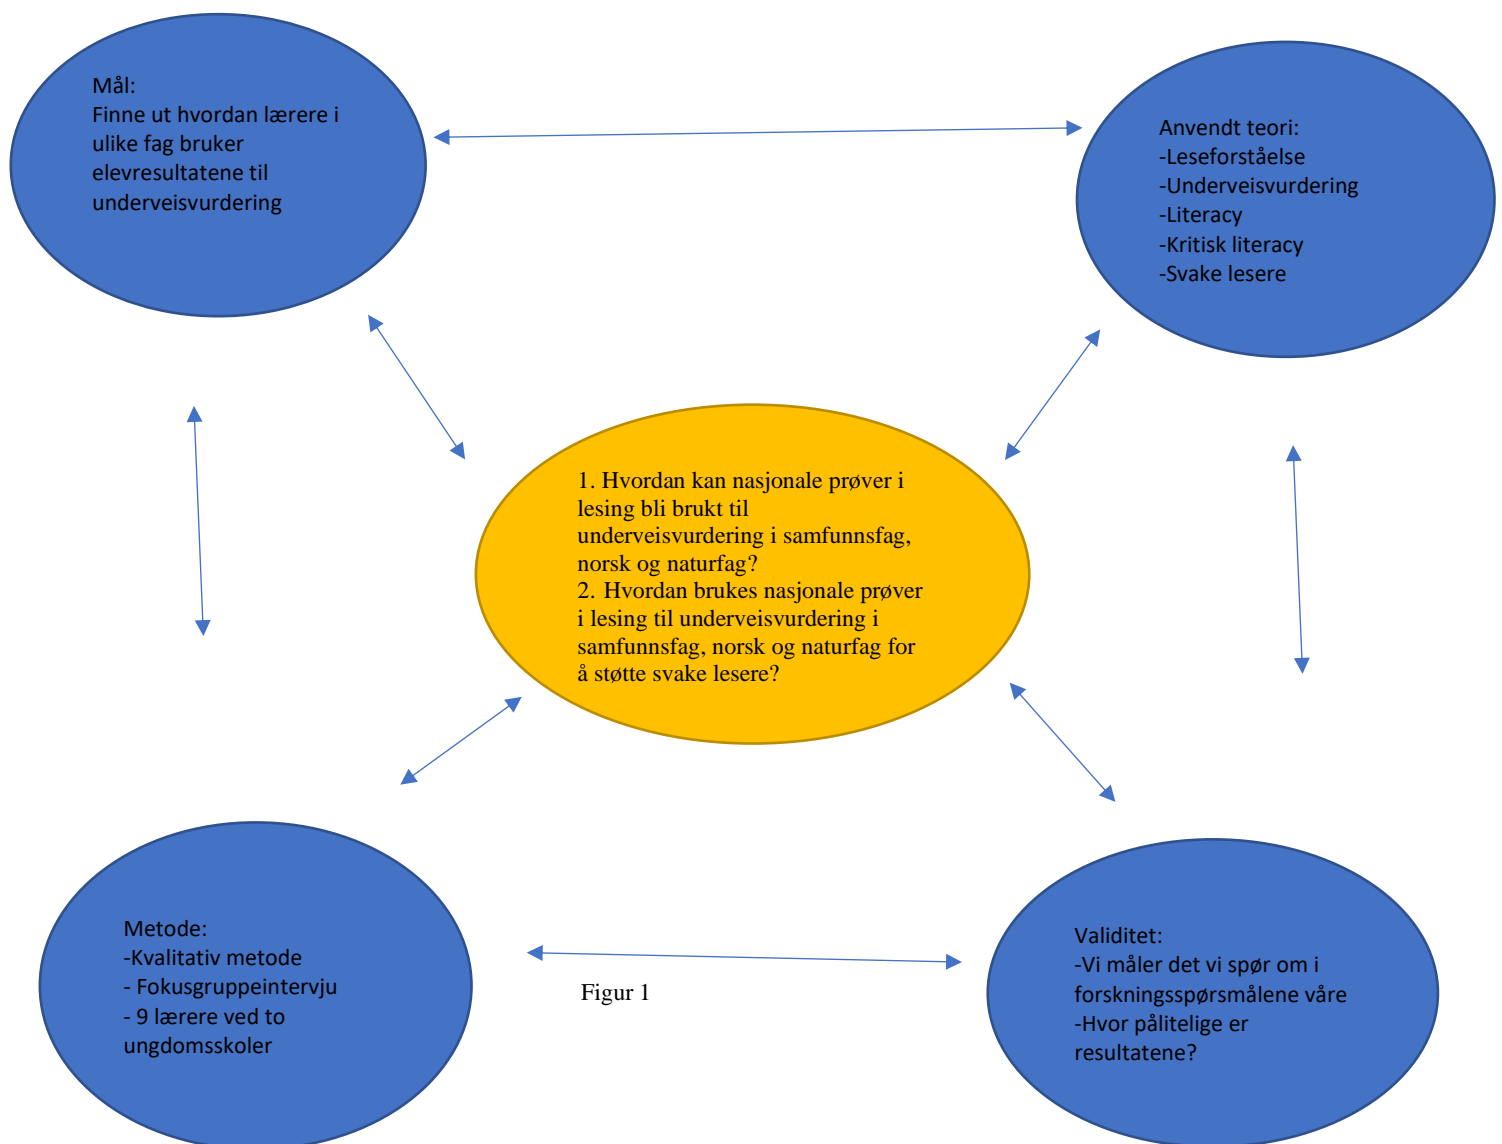 Mål:
Finne ut hvordan lærere i
ulike fag bruker
elevresultatene til
underveisvurdering
Anvendt teori:
-Leseforståelse
-Underveisvurdering
-Literacy
-Kritisk literacy
-Svake lesere
1. Hvordan kan nasjonale prøver i
lesing bli brukt til
underveisvurdering i samfunnsfag,
norsk og naturfag?
2. Hvordan brukes nasjonale prøver
i lesing til underveisvurdering i
samfunnsfag, norsk og naturfag for
å støtte svake lesere?
Metode:
-Kvalitativ metode
- Fokusgruppeintervju
- 9 lærere ved to
ungdomsskoler
Figur 1
Validitet:
-Vi måler det vi spør om i
forskningsspørsmålene våre
-Hvor pålitelige er
resultatene?